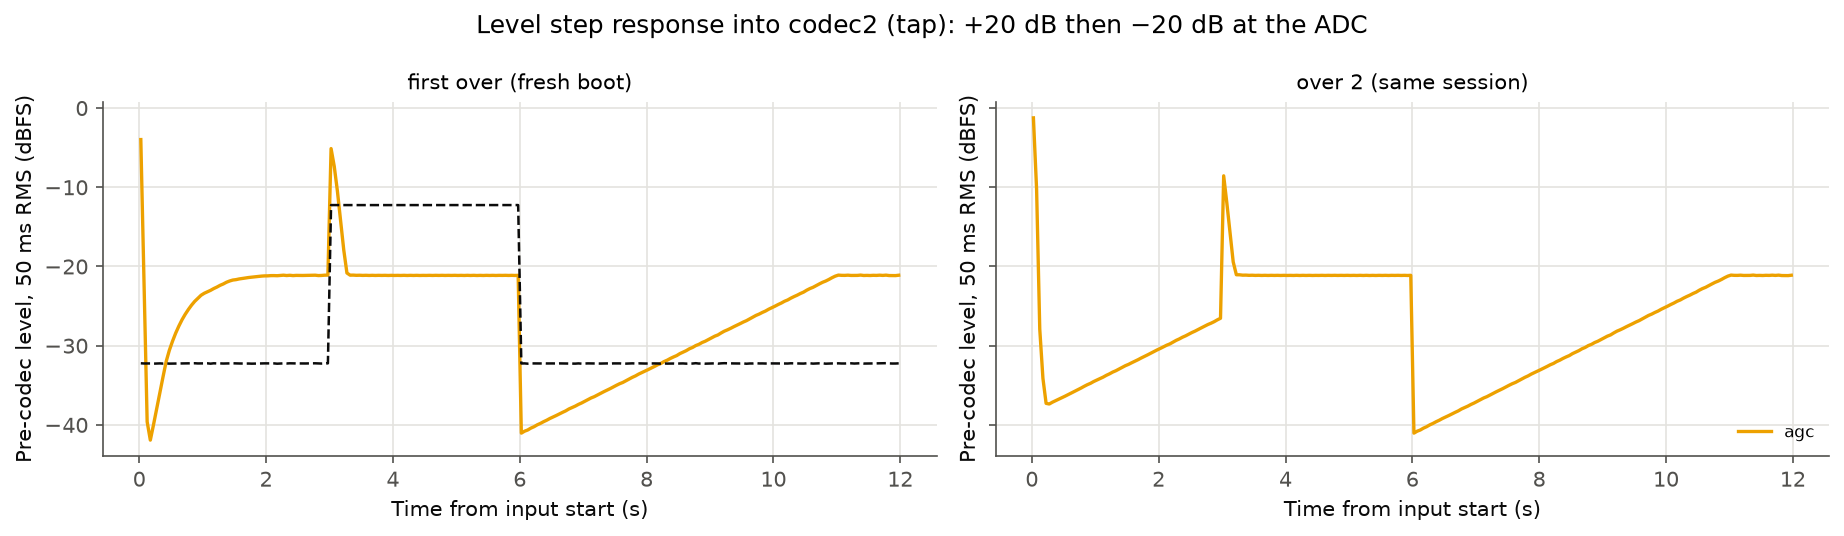 Level step response into codec2 (tap): +20 dB then −20 dB at the ADC
first over (fresh boot)
Pre-codec level, 50 ms RMS (dBFS)
0
−10
−20
−30
−40
0 2 4 6 8 10 12
Time from input start (s)
over 2 (same session)
Pre-codec level, 50 ms RMS (dBFS)
agc
0 2 4 6 8 10 12
Time from input start (s)